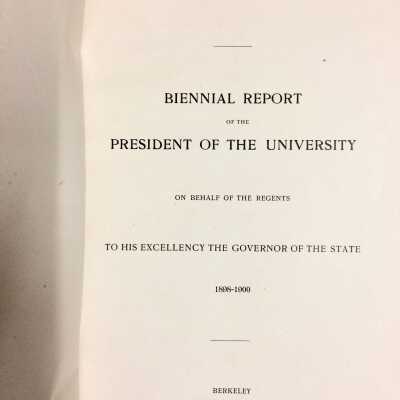 BIENNIAL REPORT
OF THE
PRESIDENT OF THE UNIVERSITY
ON BEHALF OF THE REGENTS
TO HIS EXCELLENCY THE GOVERNOR OF THE STATE
1898-1900
BERKELEY